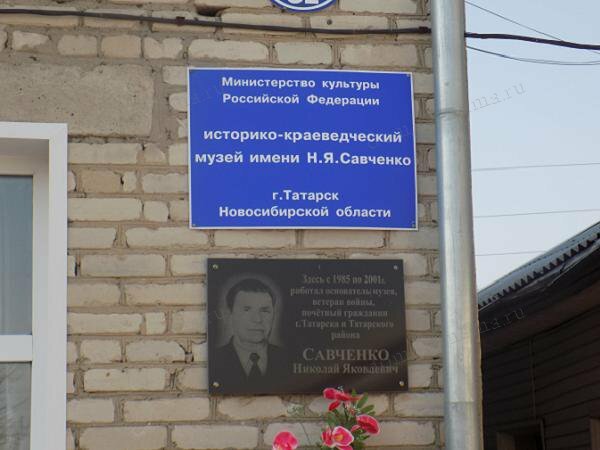 Министерство культуры
Российской Федерации
историко-краеведческий
музей имени Н.Я.Савченко
г.Татарск
Новосибирской области
Здесь с 1985 по 2001г.
работал основатель музея,
ветеран войны,
почётный гражданин
г.Татарска и Татарского
района
САВЧЕНКО
Николай Яковлевич